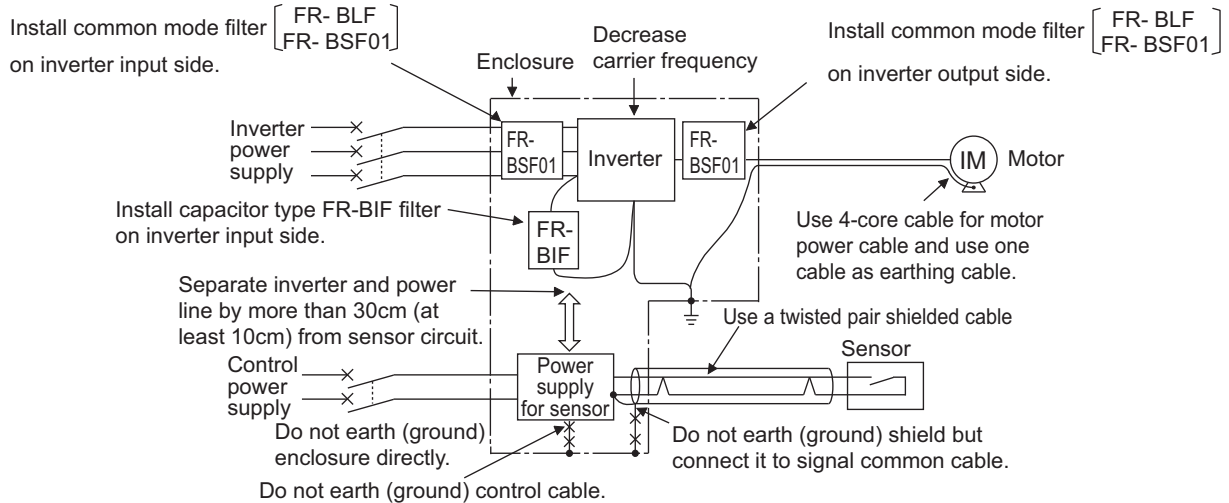 Install common mode filter [FR- BLF
FR- BSF01]
on inverter input side.
Decrease
carrier frequency
Install common mode filter [FR- BLF
FR- BSF01]
on inverter output side.
Enclosure
Inverter
power
supply
FR-
BSF01
Inverter
FR-
BSF01
IM
Motor
Install capacitor type FR-BIF filter
on inverter input side.
FR-
BIF
Use 4-core cable for motor
power cable and use one
cable as earthing cable.
Separate inverter and power
line by more than 30cm (at
least 10cm) from sensor circuit.
Use a twisted pair shielded cable
Sensor
Control
power
supply
Power
supply
for sensor
Do not earth (ground)
enclosure directly.
Do not earth (ground) shield but
connect it to signal common cable.
Do not earth (ground) control cable.